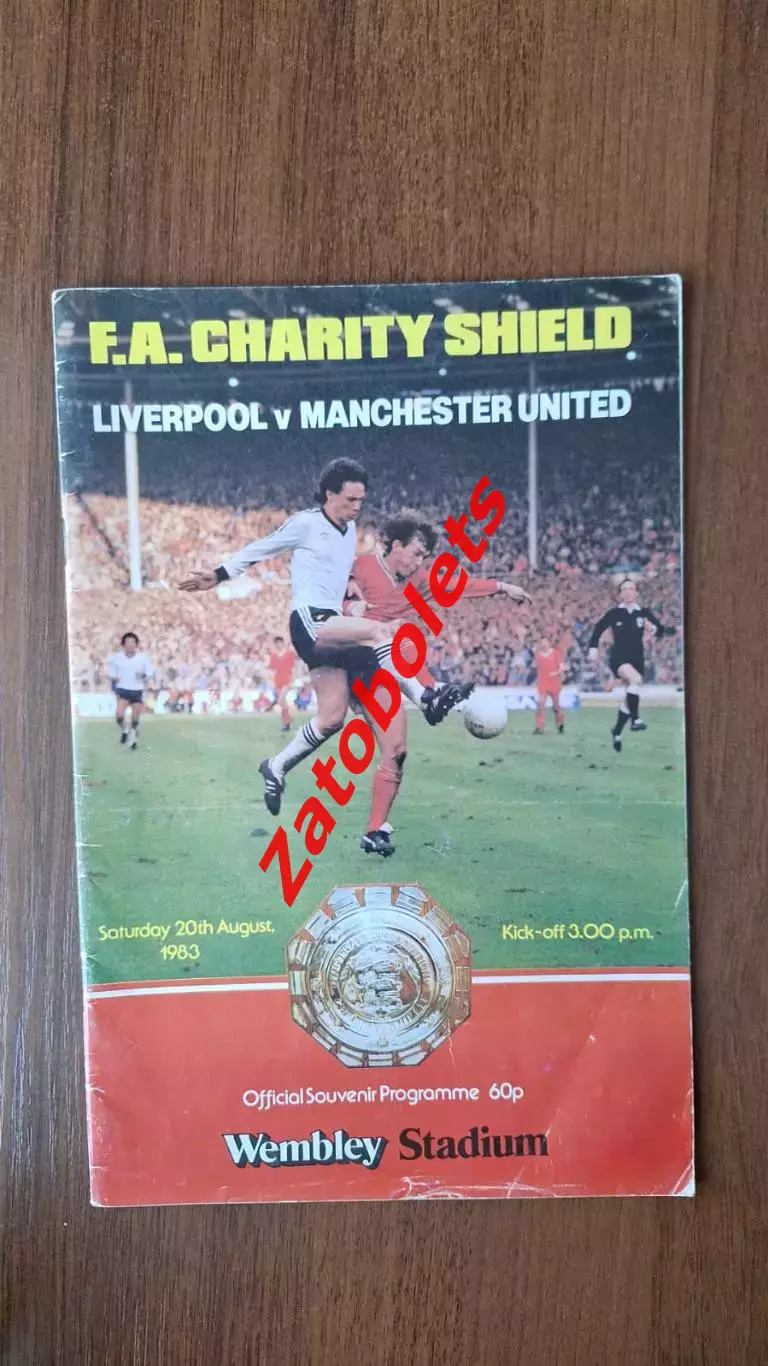 F.A. CHARITY SHIELD
LIVERPOOL v MANCHESTER UNITED
Zatobolets
Saturday 20th August,
1983
Kick-off 3.00 p.m.
Official Souvenir Programme 60p
Wembley Stadium